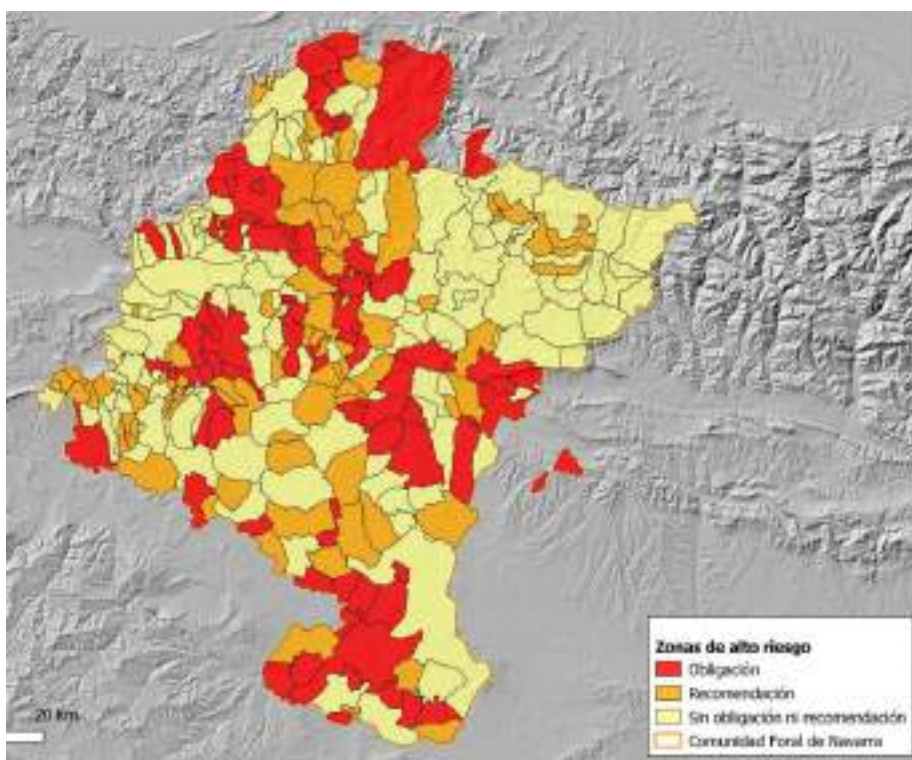 Zonas de alto riesgo
Obligación
Recomendación
Sin obligación ni recomendación
Comunidad Foral de Navarra
20 Km